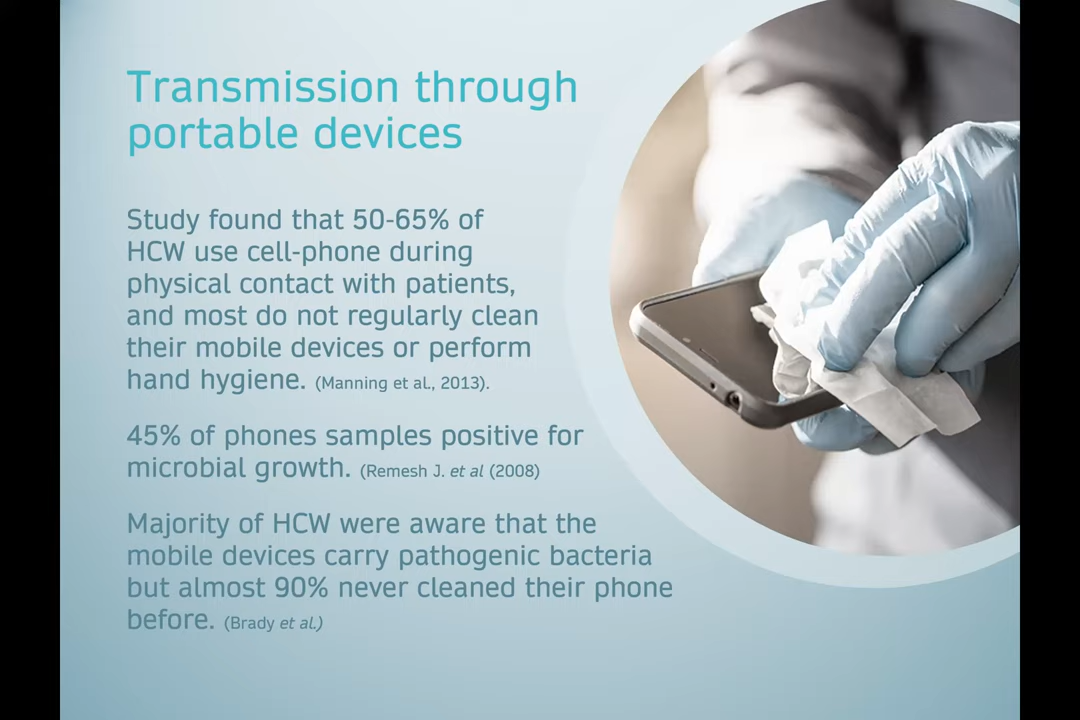 Transmission through
portable devices
Study found that 50-65% of
HCW use cell-phone during
physical contact with patients,
and most do not regularly clean
their mobile devices or perform
hand hygiene. (Manning et al., 2013).
45% of phones samples positive for
microbial growth. (Remesh J. et al (2008)
Majority of HCW were aware that the
mobile devices carry pathogenic bacteria
but almost 90% never cleaned their phone
before. (Brady et al.)